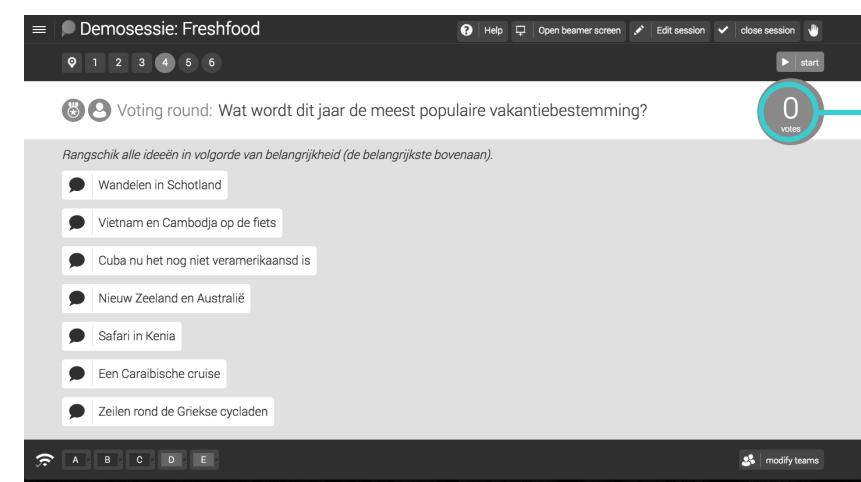 Demosessie: Freshfood
Help
Open beamer screen
Edit session
close session
1 2 3 4 5 6
start
Voting round: Wat wordt dit jaar de meest populaire vakantiebestemming?
0
votes
Rangschik alle ideeën in volgorde van belangrijkheid (de belangrijkste bovenaan).
Wandelen in Schotland
Vietnam en Cambodja op de fiets
Cuba nu het nog niet veramerikaansd is
Nieuw Zeeland en Australië
Safari in Kenia
Een Caraibische cruise
Zeilen rond de Griekse cycladen
A B C D E
modify teams